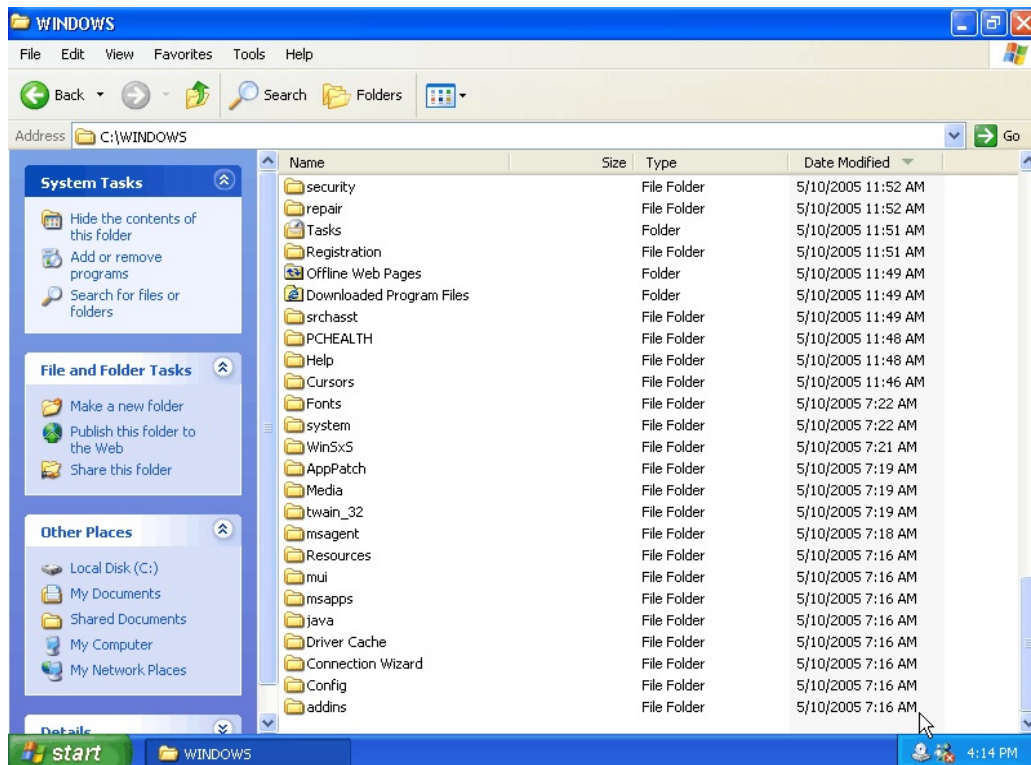 WINDOWS
File Edit View Favorites Tools Help
Back Search Folders
Address C:\WINDOWS Go
System Tasks
Hide the contents of
this folder
Add or remove
programs
Search for files or
folders
File and Folder Tasks
Make a new folder
Publish this folder to
the Web
Share this folder
Other Places
Local Disk (C:)
My Documents
Shared Documents
My Computer
My Network Places
Details
Name Size Type Date Modified
security File Folder 5/10/2005 11:52 AM
repair File Folder 5/10/2005 11:52 AM
Tasks Folder 5/10/2005 11:51 AM
Registration File Folder 5/10/2005 11:51 AM
Offline Web Pages Folder 5/10/2005 11:49 AM
Downloaded Program Files Folder 5/10/2005 11:49 AM
srchasst File Folder 5/10/2005 11:49 AM
PCHEALTH File Folder 5/10/2005 11:48 AM
Help File Folder 5/10/2005 11:48 AM
Cursors File Folder 5/10/2005 11:46 AM
Fonts File Folder 5/10/2005 7:22 AM
system File Folder 5/10/2005 7:22 AM
WinSxS File Folder 5/10/2005 7:21 AM
AppPatch File Folder 5/10/2005 7:19 AM
Media File Folder 5/10/2005 7:19 AM
twain_32 File Folder 5/10/2005 7:19 AM
msagent File Folder 5/10/2005 7:18 AM
Resources File Folder 5/10/2005 7:16 AM
mui File Folder 5/10/2005 7:16 AM
msapps File Folder 5/10/2005 7:16 AM
java File Folder 5/10/2005 7:16 AM
Driver Cache File Folder 5/10/2005 7:16 AM
Connection Wizard File Folder 5/10/2005 7:16 AM
Config File Folder 5/10/2005 7:16 AM
addins File Folder 5/10/2005 7:16 AM
start WINDOWS 4:14 PM